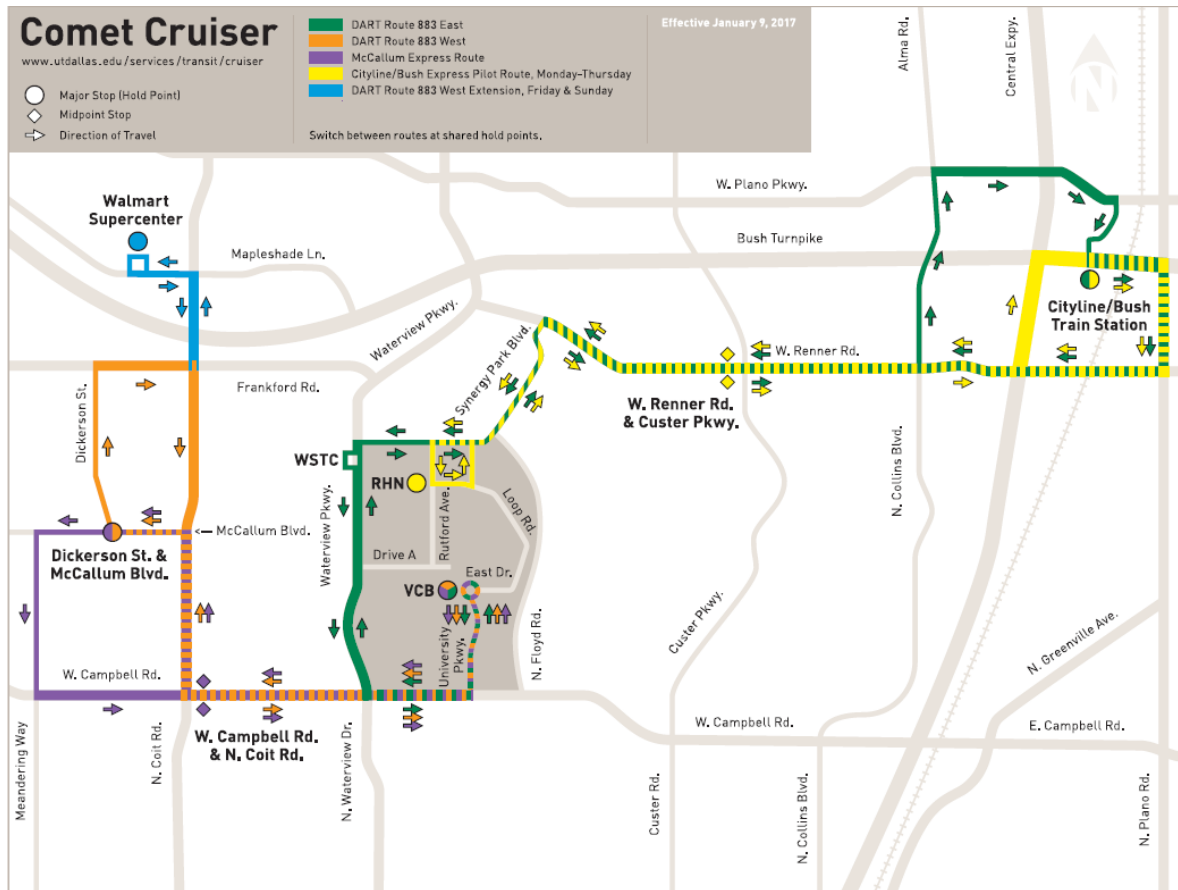 Comet Cruiser
www.utdallas.edu/services/transit/cruiser
Major Stop (Hold Point)
Midpoint Stop
Direction of Travel
DART Route 883 East
DART Route 883 West
McCallum Express Route
Cityline/Bush Express Pilot Route, Monday-Thursday
DART Route 883 West Extension, Friday & Sunday
Switch between routes at shared hold points.
Effective January 9, 2017
Alma Rd.
Central Expy.
N
W. Plano Pkwy.
Walmart
Supercenter
Mapleshade Ln.
Bush Turnpike
Waterview Pkwy.
Cityline/Bush
Train Station
Synergy Park Blvd.
W. Renner Rd.
Frankford Rd.
Dickerson St.
W. Renner Rd.
& Custer Pkwy.
WSTC
RHN
Waterview Pkwy.
Rutford Ave.
Loop Rd.
N. Collins Blvd.
McCallum Blvd.
Dickerson St. &
McCallum Blvd.
Drive A
East Dr.
VCB
University
Pkwy.
N. Floyd Rd.
Custer Pkwy.
N. Greenville Ave.
W. Campbell Rd.
W. Campbell Rd.
& N. Coit Rd.
W. Campbell Rd.
E. Campbell Rd.
Meandering Way
N. Coit Rd.
N. Waterview Dr.
Custer Rd.
N. Collins Blvd.
N. Plano Rd.